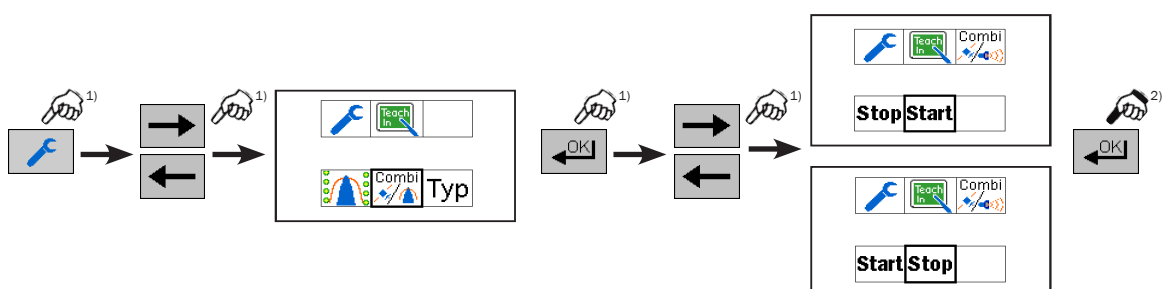 1)
1)
Teach
In
Combi
Typ
1)
OK
1)
Teach
In
Combi
Stop Start
Teach
In
Combi
Start Stop
2)
OK